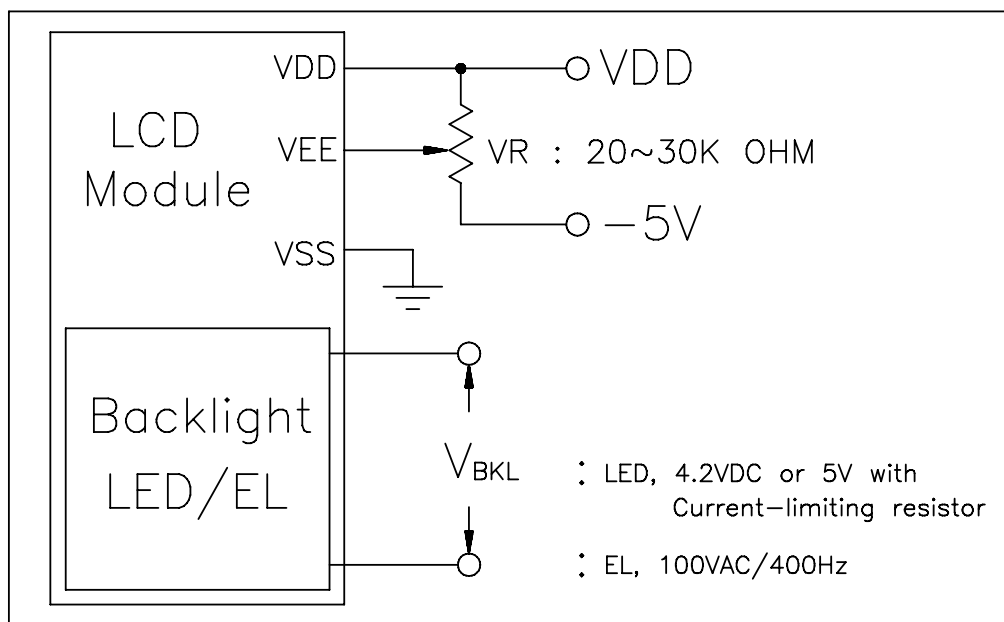 VDD
VDD
LCD
Module
VEE
VR : 20~30K OHM
-5V
VSS
Backlight
LED/EL
VBKL
: LED, 4.2VDC or 5V with
Current-limiting resistor
: EL, 100VAC/400Hz